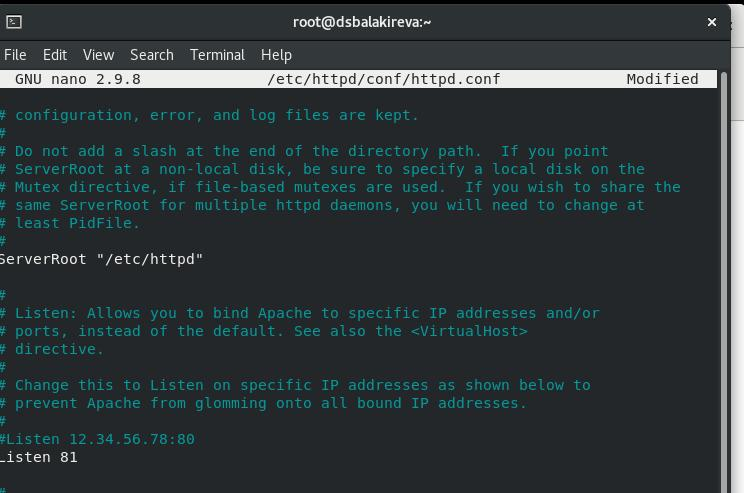 root@dsbalakireva:~
File Edit View Search Terminal Help
GNU nano 2.9.8 /etc/httpd/conf/httpd.conf Modified
# configuration, error, and log files are kept.
#
# Do not add a slash at the end of the directory path.  If you point
# ServerRoot at a non-local disk, be sure to specify a local disk on the
# Mutex directive, if file-based mutexes are used.  If you wish to share the
# same ServerRoot for multiple httpd daemons, you will need to change at
# least PidFile.
#
ServerRoot "/etc/httpd"
#
# Listen: Allows you to bind Apache to specific IP addresses and/or
# ports, instead of the default. See also the <VirtualHost>
# directive.
#
# Change this to Listen on specific IP addresses as shown below to
# prevent Apache from glomming onto all bound IP addresses.
#
#Listen 12.34.56.78:80
Listen 81
#